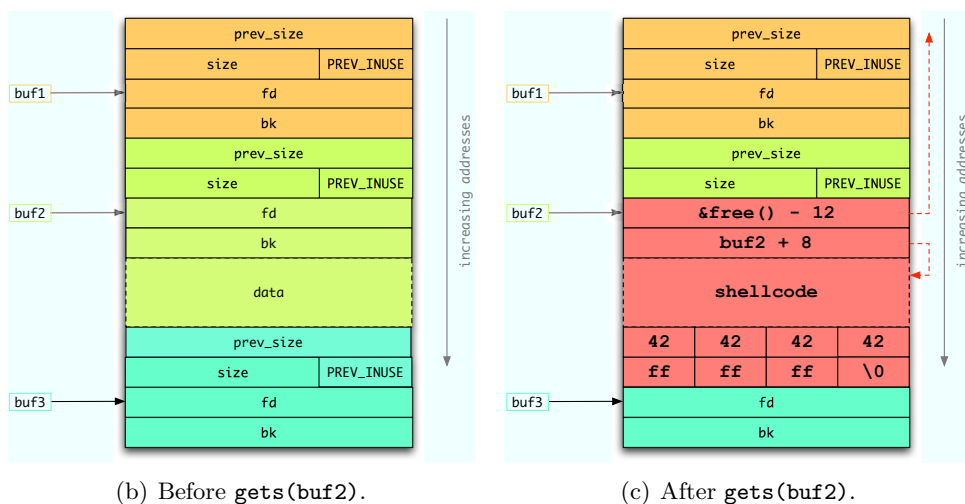 prev_size
size PREV_INUSE
buf1 fd
bk
prev_size
size PREV_INUSE
buf2 fd
bk
data
prev_size
size PREV_INUSE
buf3 fd
bk
increasing addresses
(b) Before gets(buf2).
prev_size
size PREV_INUSE
buf1 fd
bk
prev_size
size PREV_INUSE
buf2 &free() - 12
buf2 + 8
shellcode
42 42 42 42
ff ff ff \0
buf3 fd
bk
increasing addresses
(c) After gets(buf2).